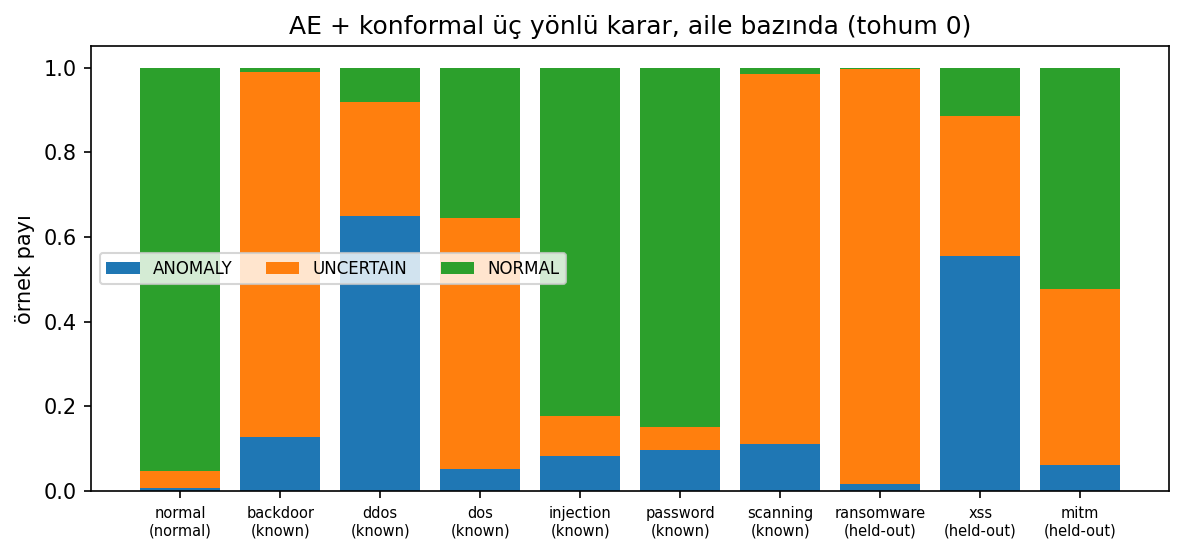 AE + konformal üç yönlü karar, aile bazında (tohum 0)
örnek payı
1.0
0.8
0.6
0.4
0.2
0.0
ANOMALY UNCERTAIN NORMAL
normal
(normal)
backdoor
(known)
ddos
(known)
dos
(known)
injection
(known)
password
(known)
scanning
(known)
ransomware
(held-out)
xss
(held-out)
mitm
(held-out)